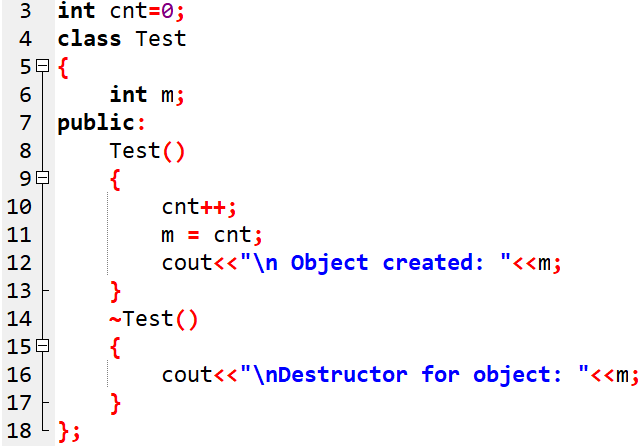 3 int cnt=0;
4 class Test
5 {
6 int m;
7 public:
8 Test()
9 {
10 cnt++;
11 m = cnt;
12 cout<<"\n Object created: "<<m;
13 }
14 ~Test()
15 {
16 cout<<"\nDestructor for object: "<<m;
17 }
18 };